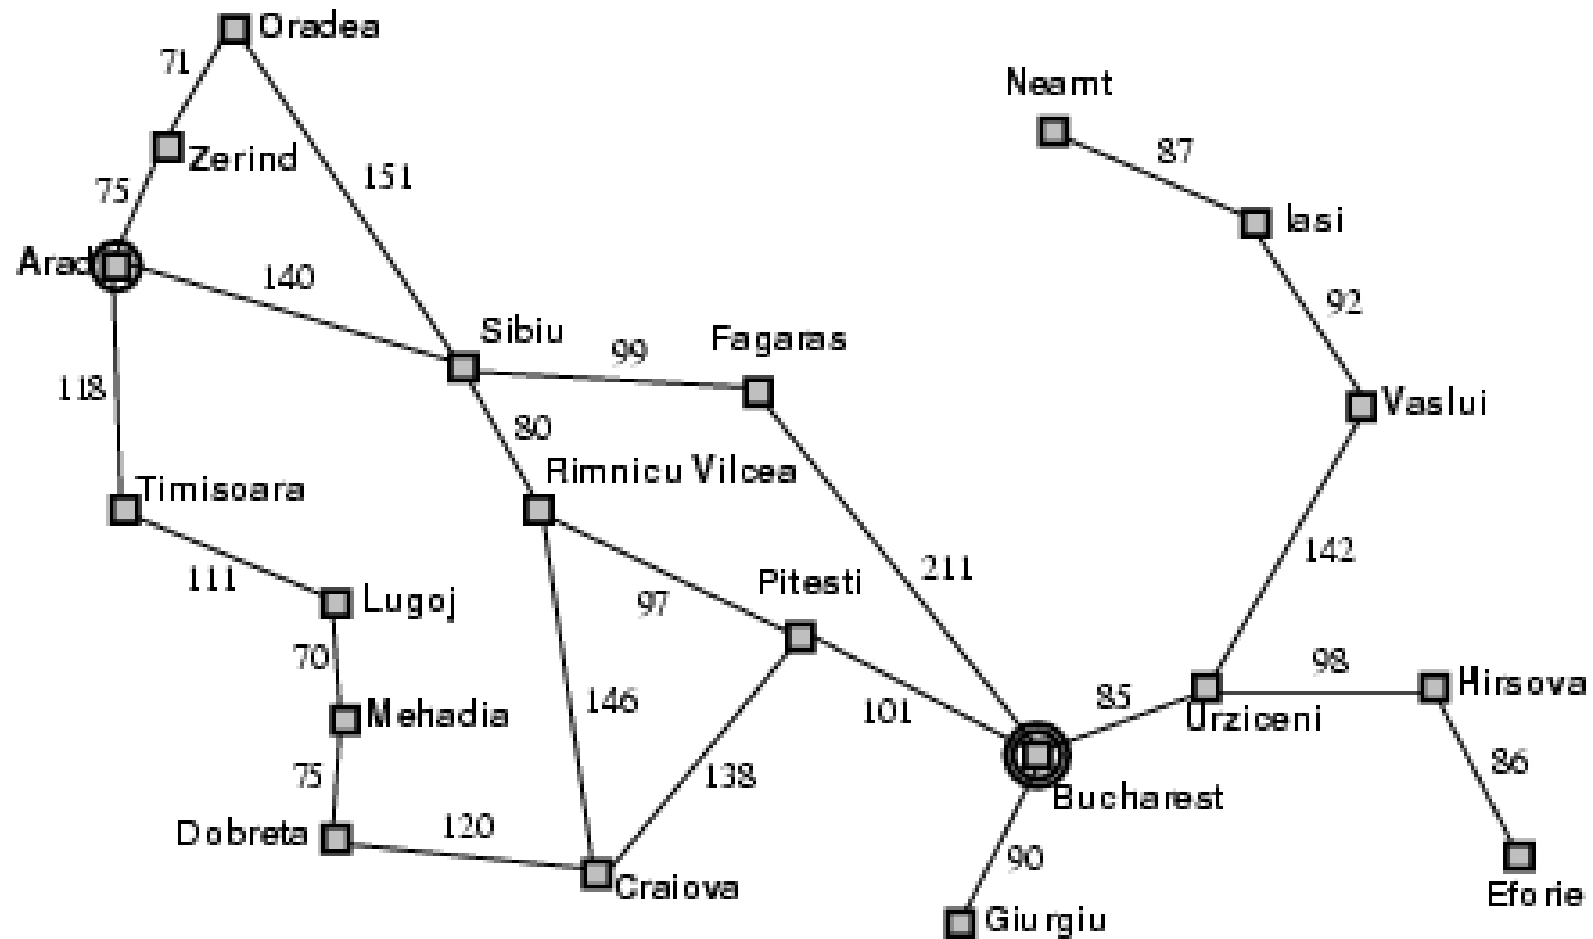 Oradea
71
Neamt
87
Zerind
151
75
Iasi
Arad
140
92
Sibiu
Fagaras
99
118
80
Vaslui
Rimnicu Vilcea
Timisoara
142
211
111
Pitesti
Lugoj
97
70
98
Hirsova
146
85
Mehadia
101
Urziceni
138
86
75
Bucharest
Dobreta
120
90
Craiova
Eforie
Giurgiu